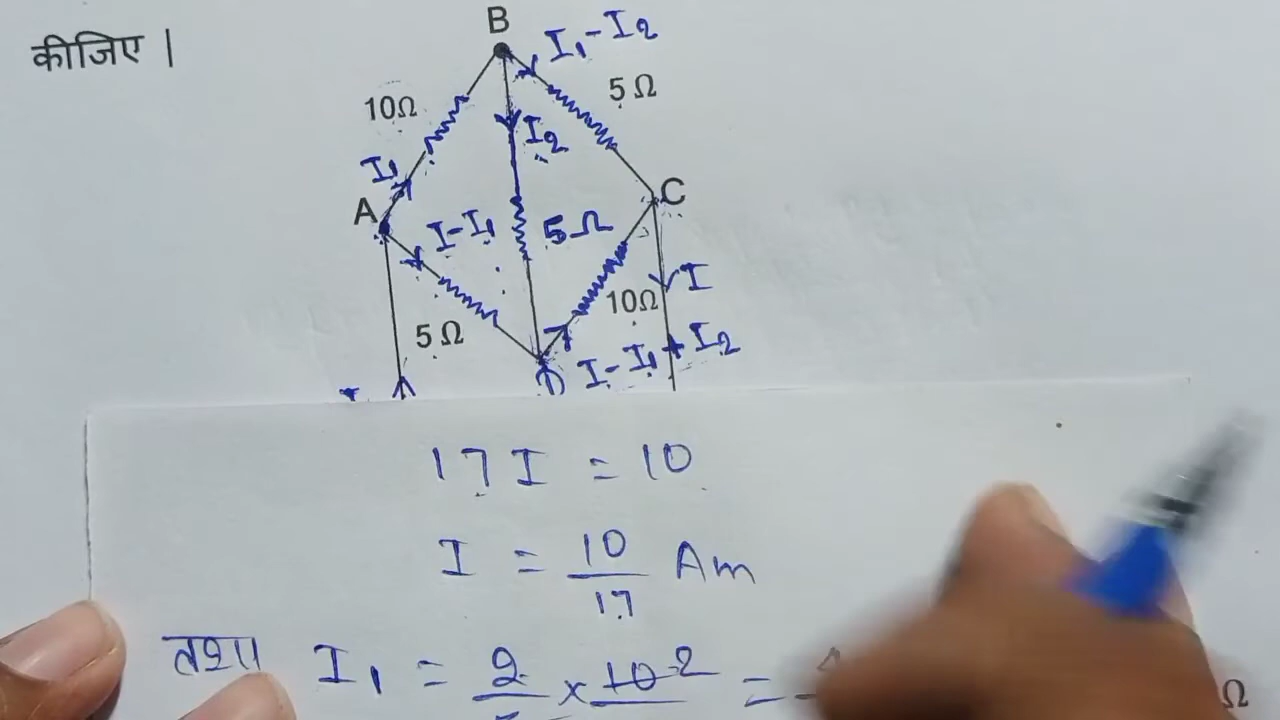 कीजिए |
B
I₁-I₂
5Ω
10Ω
I₂
I₁
A
C
I-I₁
5Ω
I
10Ω
5Ω
D
I-I₁+I₂
17I = 10
I = 10/17 Am
तथा I₁ = 2/ × 10 2 =
Ω